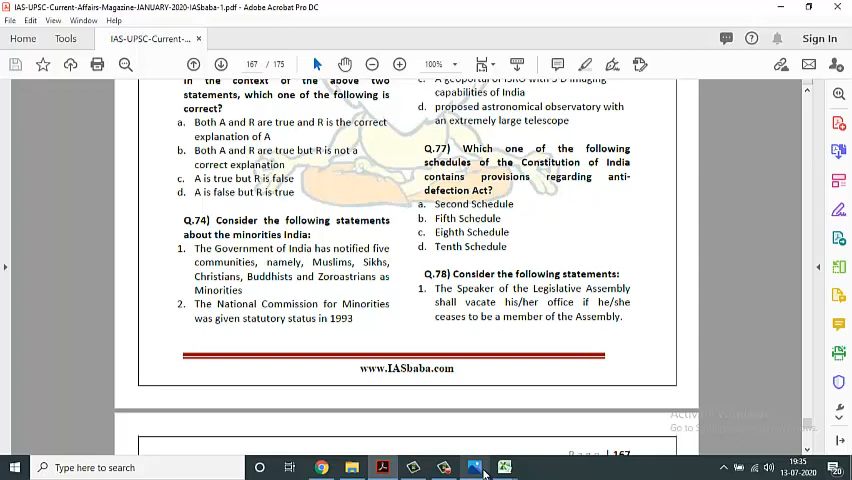 IAS-UPSC-Current-Affairs-Magazine-JANUARY-2020-IASbaba-1.pdf - Adobe Acrobat Pro DC
File Edit View Window Help
Home Tools IAS-UPSC-Current-... × Sign In
167 / 175 100%
In the context of the above two
statements, which one of the following is
correct?
a. Both A and R are true and R is the correct
explanation of A
b. Both A and R are true but R is not a
correct explanation
c. A is true but R is false
d. A is false but R is true
Q.74) Consider the following statements
about the minorities India:
1. The Government of India has notified five
communities, namely, Muslims, Sikhs,
Christians, Buddhists and Zoroastrians as
Minorities
2. The National Commission for Minorities
was given statutory status in 1993
c. A geoportal of ISRO with 3 D imaging
capabilities of India
d. proposed astronomical observatory with
an extremely large telescope
Q.77) Which one of the following
schedules of the Constitution of India
contains provisions regarding anti-
defection Act?
a. Second Schedule
b. Fifth Schedule
c. Eighth Schedule
d. Tenth Schedule
Q.78) Consider the following statements:
1. The Speaker of the Legislative Assembly
shall vacate his/her office if he/she
ceases to be a member of the Assembly.
www.IASbaba.com
Page | 167
Type here to search
19:35
13-07-2020
20